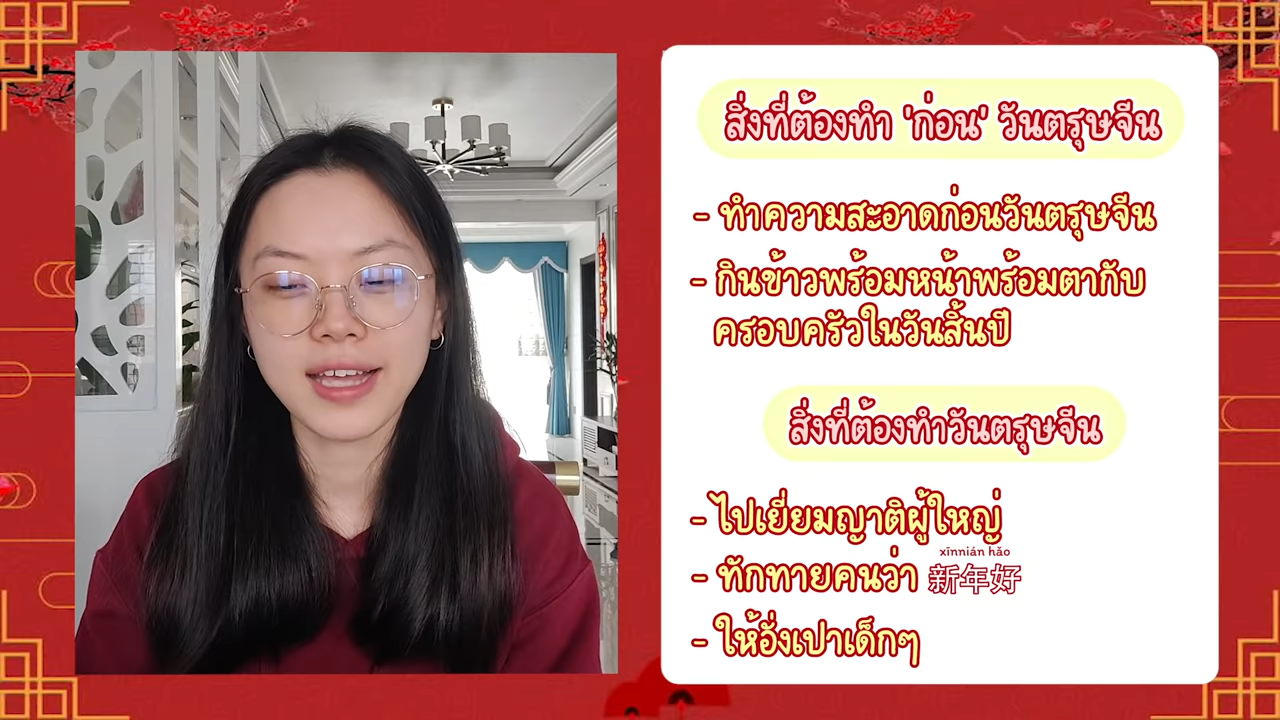 สิ่งที่ต้องทำ 'ก่อน' วันตรุษจีน
- ทำความสะอาดก่อนวันตรุษจีน
- กินข้าวพร้อมหน้าพร้อมตากับ
ครอบครัวในวันสิ้นปี
สิ่งที่ต้องทำวันตรุษจีน
- ไปเยี่ยมญาติผู้ใหญ่
xīnnián hǎo
- ทักทายคนว่า 新年好
- ให้อั่งเปาเด็กๆ